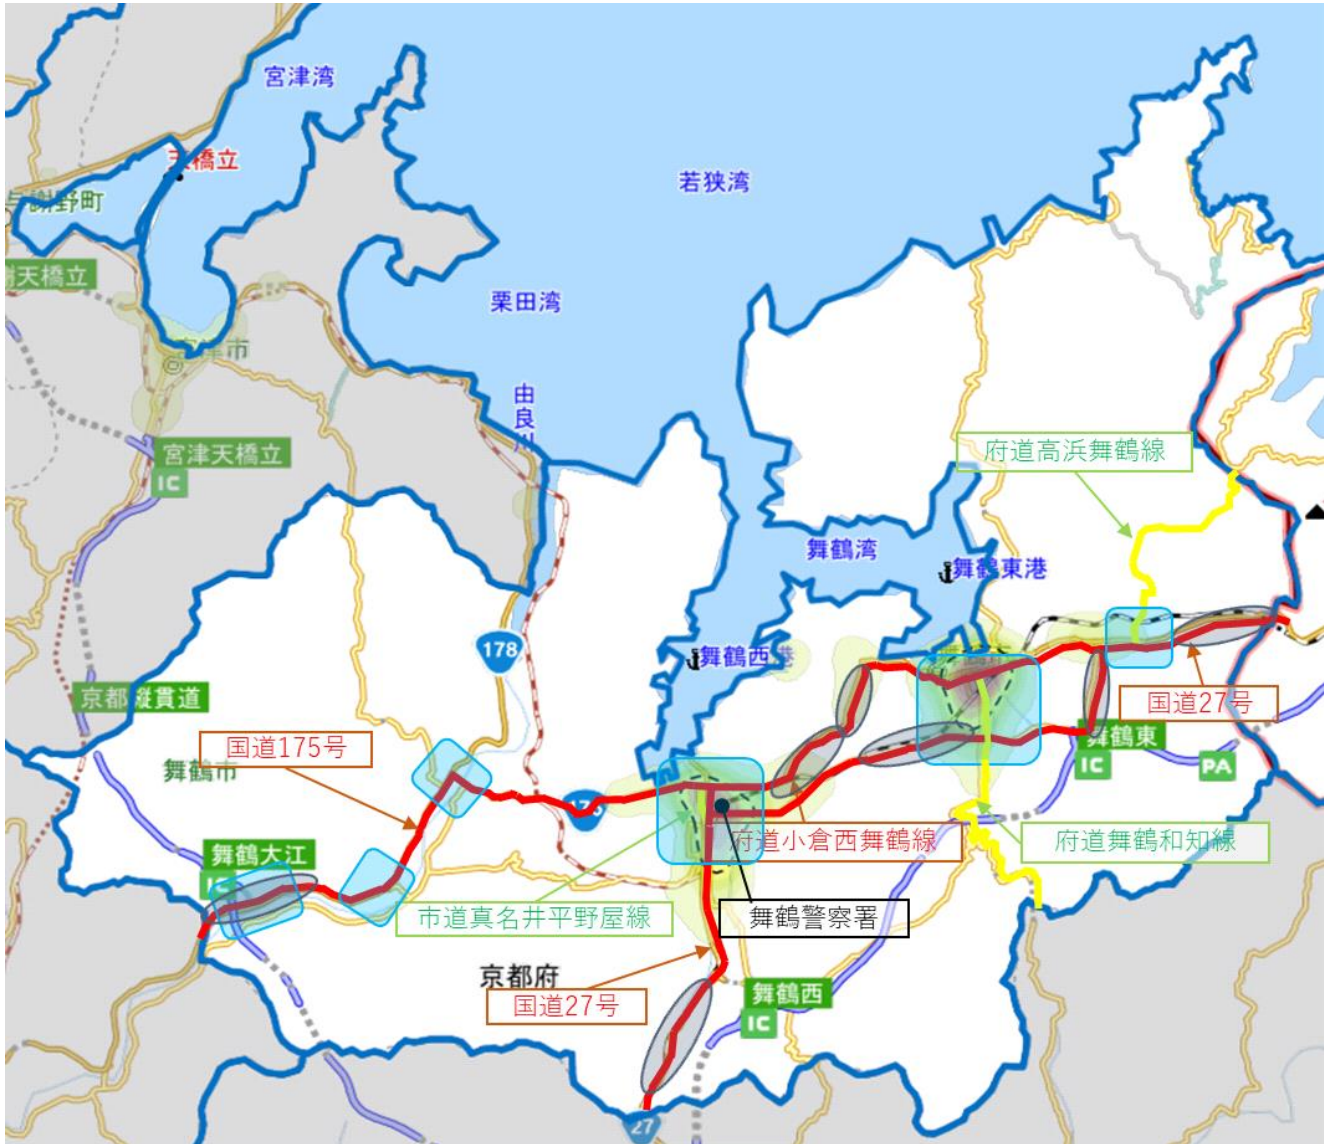 宮津湾
天橋立
若狭湾
与謝野町
謝天橋立
栗田湾
宮津市
由良川
宮津天橋立
IC
府道高浜舞鶴線
舞鶴湾
舞鶴東港
178
舞鶴西港
京都縦貫道
国道27号
国道175号
舞鶴市
舞鶴東
IC
PA
府道小倉西舞鶴線
府道舞鶴和知線
舞鶴大江
市道真名井平野屋線
舞鶴警察署
京都府
国道27号
舞鶴西
IC
27